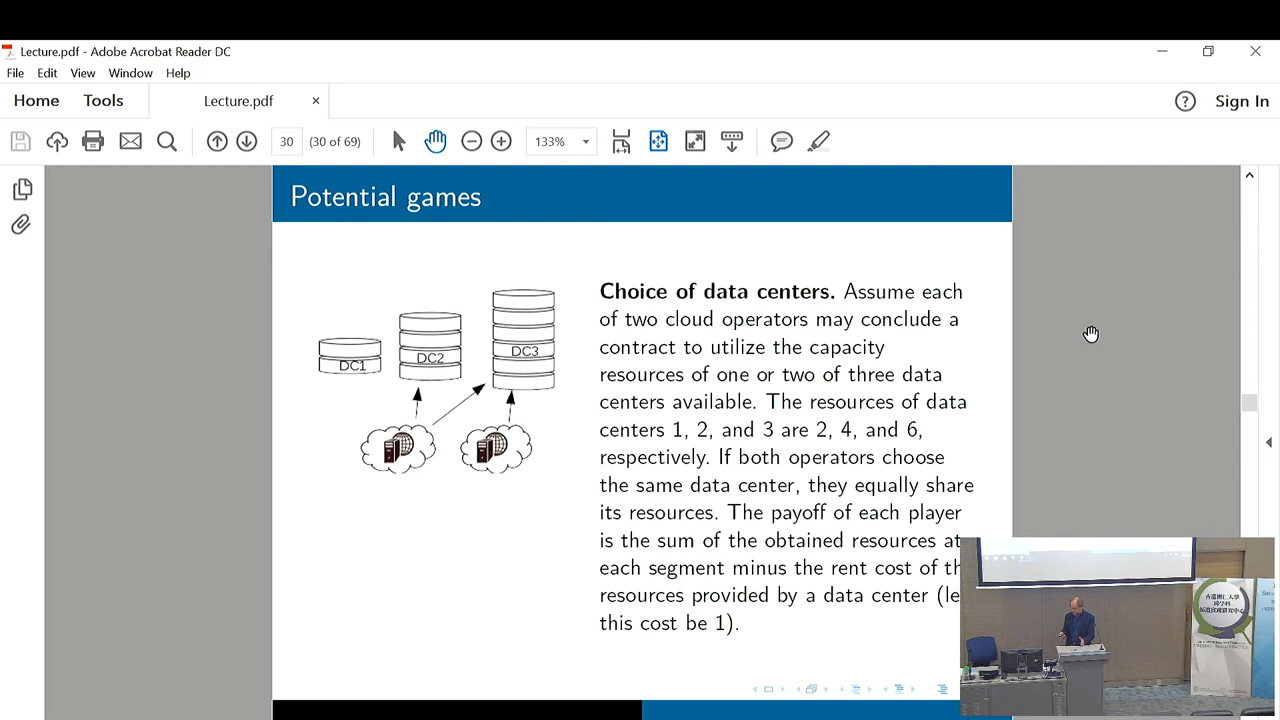 Lecture.pdf - Adobe Acrobat Reader DC
File Edit View Window Help
Home Tools Lecture.pdf Sign In
30 (30 of 69) 133%
Potential games
DC1
DC2
DC3
Choice of data centers. Assume each
of two cloud operators may conclude a
contract to utilize the capacity
resources of one or two of three data
centers available. The resources of data
centers 1, 2, and 3 are 2, 4, and 6,
respectively. If both operators choose
the same data center, they equally share
its resources. The payoff of each player
is the sum of the obtained resources at
each segment minus the rent cost of th
resources provided by a data center (le
this cost be 1).